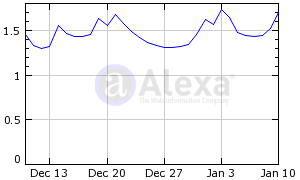 1.5
1
0.5
0
a Alexa®
The Web Information Company
Dec 13 Dec 20 Dec 27 Jan 3 Jan 10